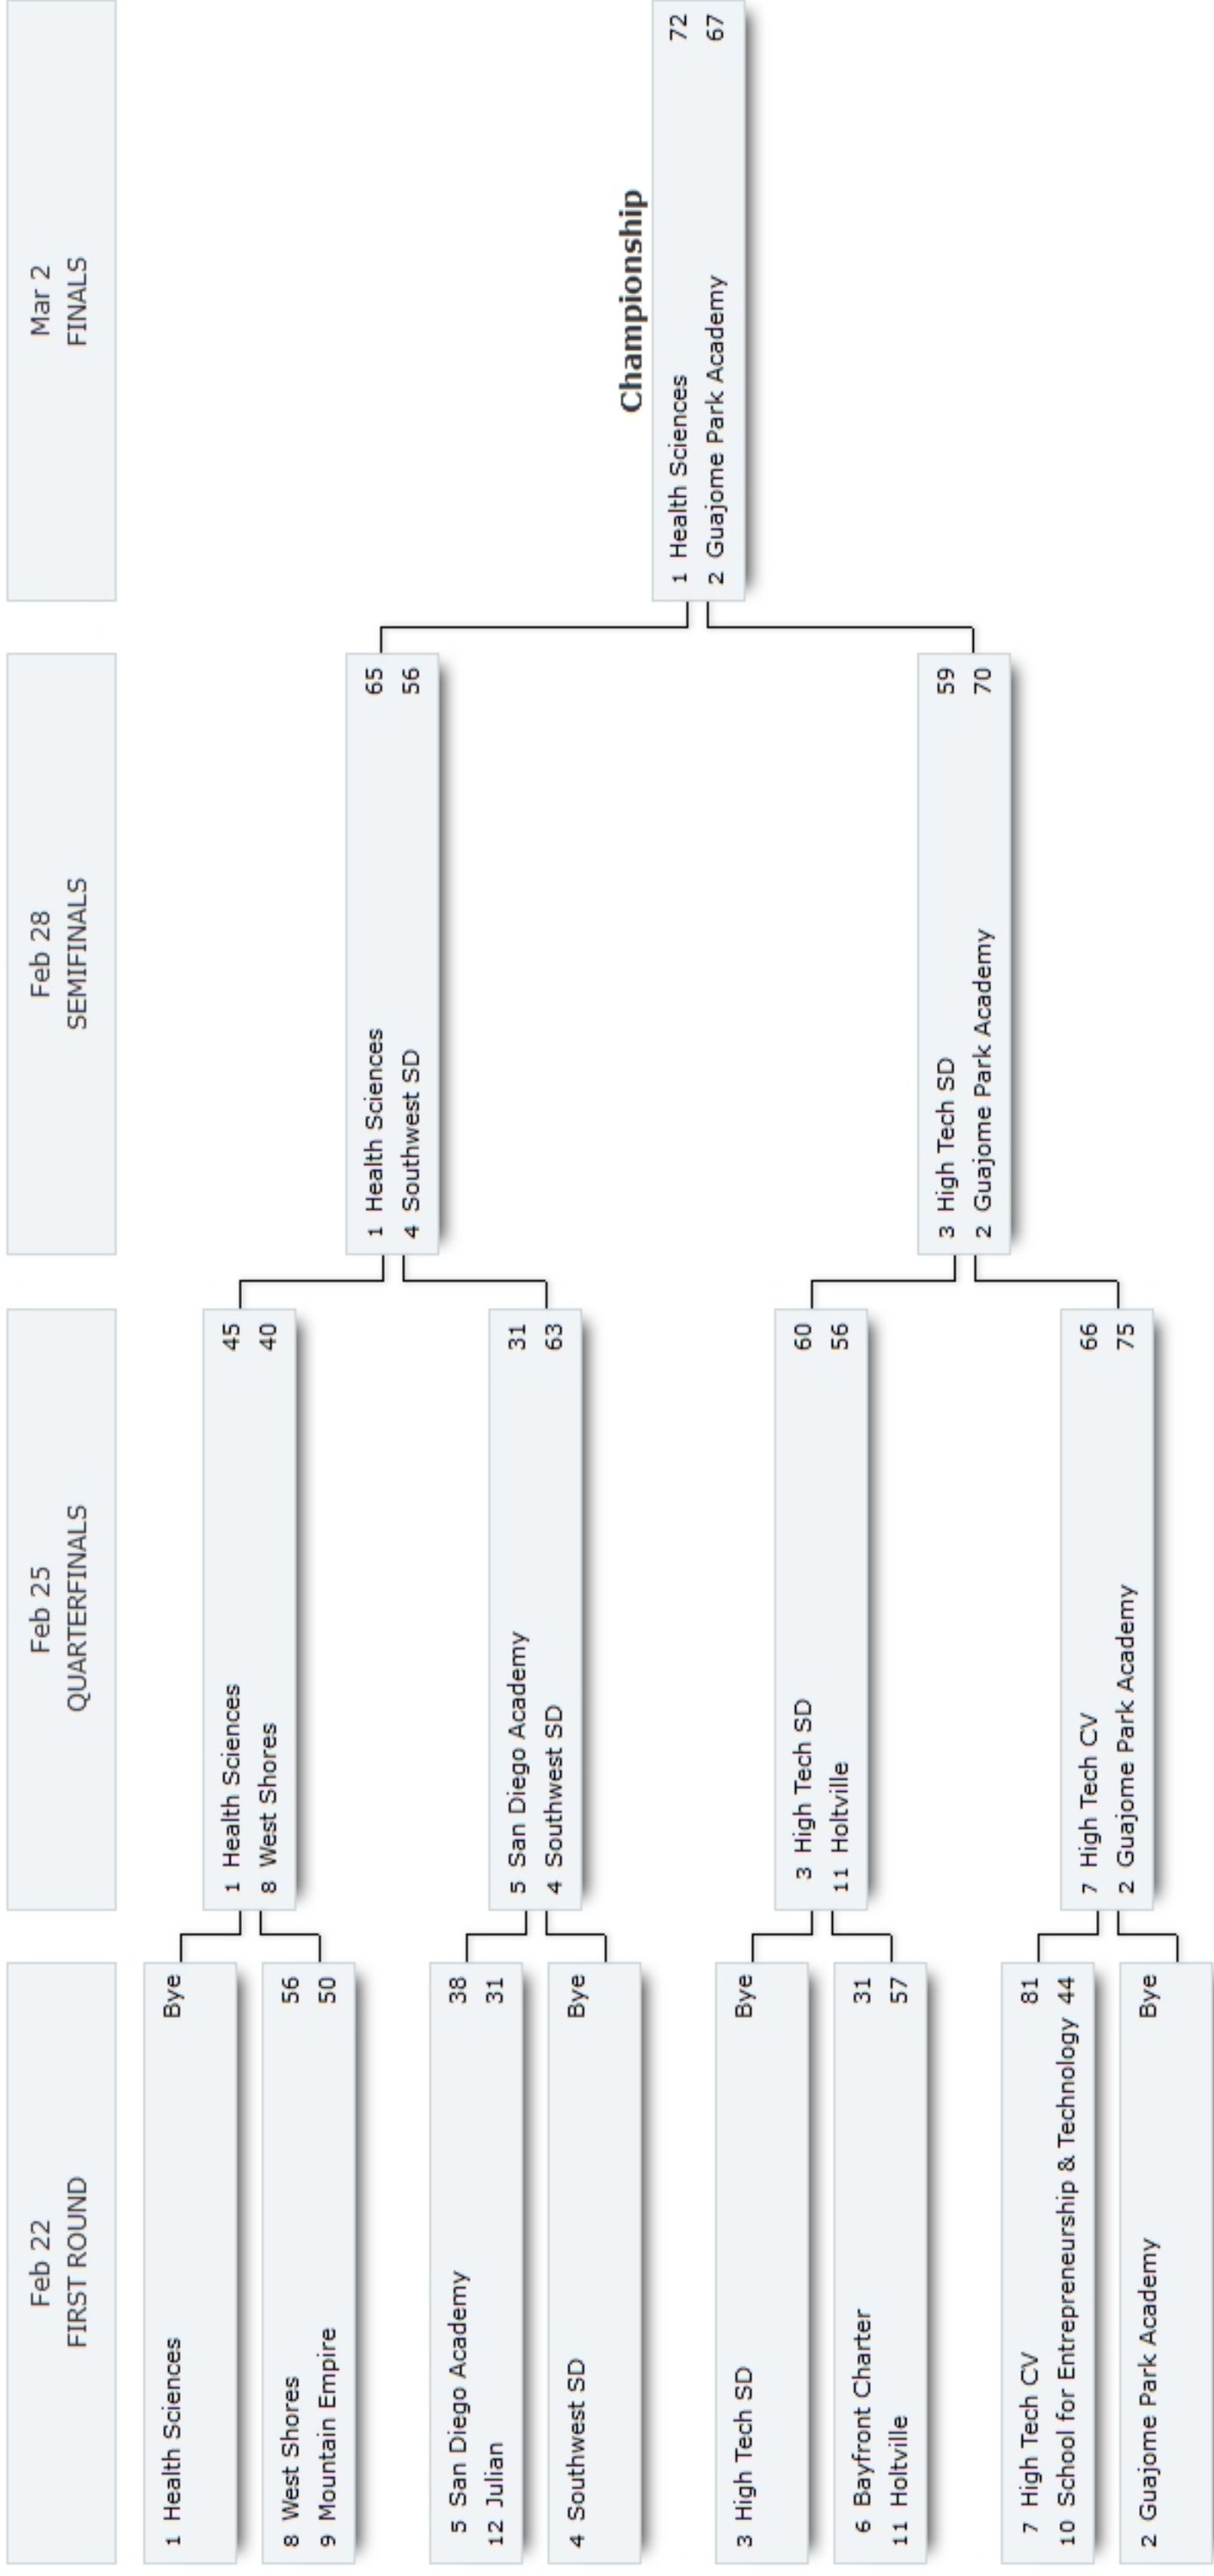 Feb 22
FIRST ROUND
Feb 25
QUARTERFINALS
Feb 28
SEMIFINALS
Mar 2
FINALS
1 Health Sciences Bye
8 West Shores 56
9 Mountain Empire 50
5 San Diego Academy 38
12 Julian 31
4 Southwest SD Bye
3 High Tech SD Bye
6 Bayfront Charter 31
11 Holtville 57
7 High Tech CV 81
10 School for Entrepreneurship & Technology 44
2 Guajome Park Academy Bye
1 Health Sciences 45
8 West Shores 40
5 San Diego Academy 31
4 Southwest SD 63
3 High Tech SD 60
11 Holtville 56
7 High Tech CV 66
2 Guajome Park Academy 75
1 Health Sciences 65
4 Southwest SD 56
3 High Tech SD 59
2 Guajome Park Academy 70
Championship
1 Health Sciences 72
2 Guajome Park Academy 67